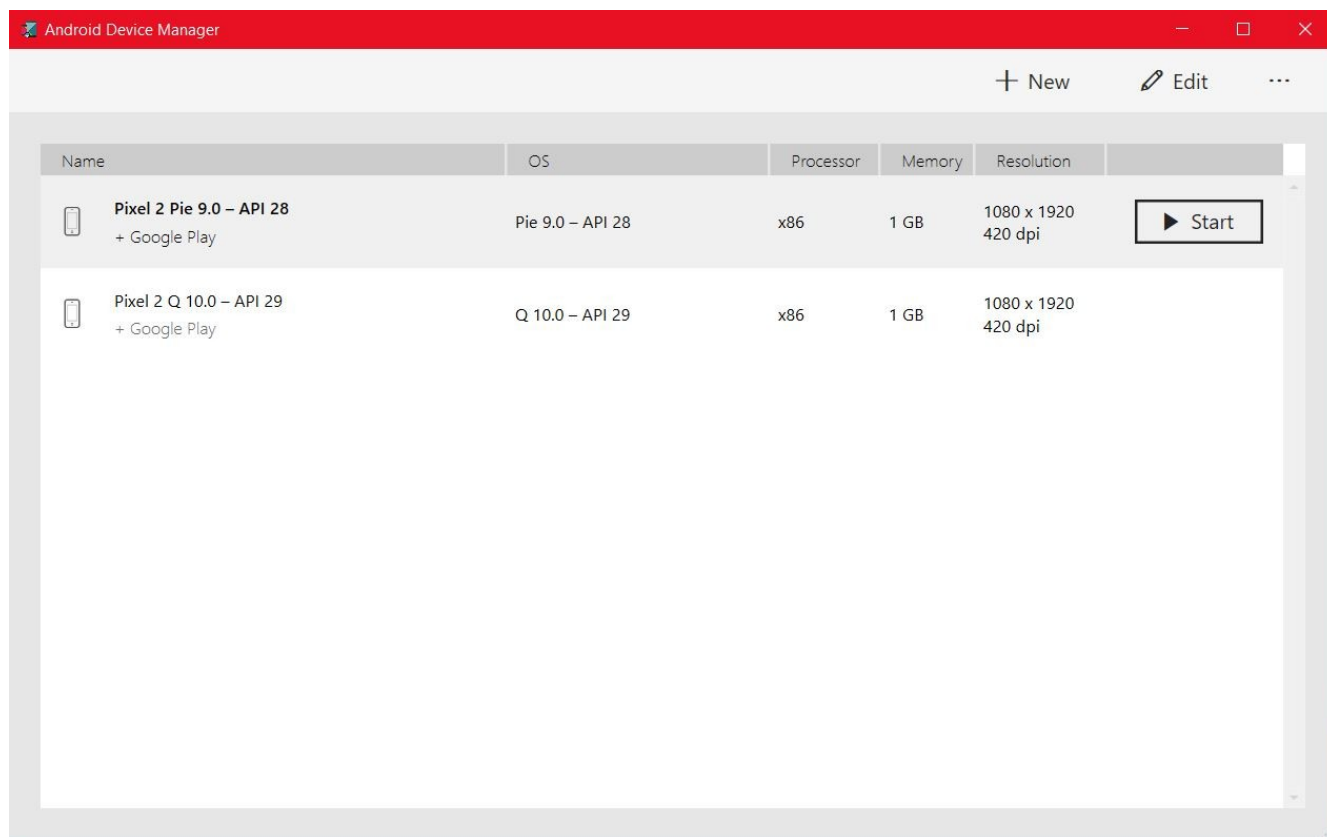 Android Device Manager
+ New Edit ...
Name OS Processor Memory Resolution
Pixel 2 Pie 9.0 – API 28
+ Google Play
Pie 9.0 – API 28
x86
1 GB
1080 x 1920
420 dpi
Start
Pixel 2 Q 10.0 – API 29
+ Google Play
Q 10.0 – API 29
x86
1 GB
1080 x 1920
420 dpi